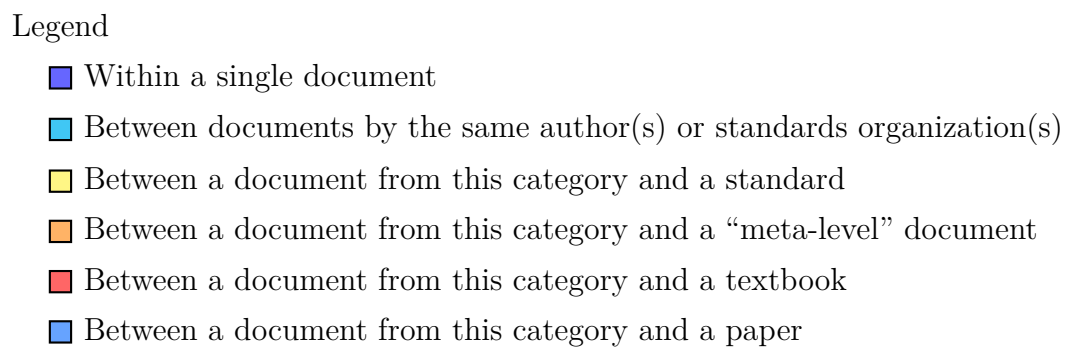 Legend
Within a single document
Between documents by the same author(s) or standards organization(s)
Between a document from this category and a standard
Between a document from this category and a “meta-level” document
Between a document from this category and a textbook
Between a document from this category and a paper